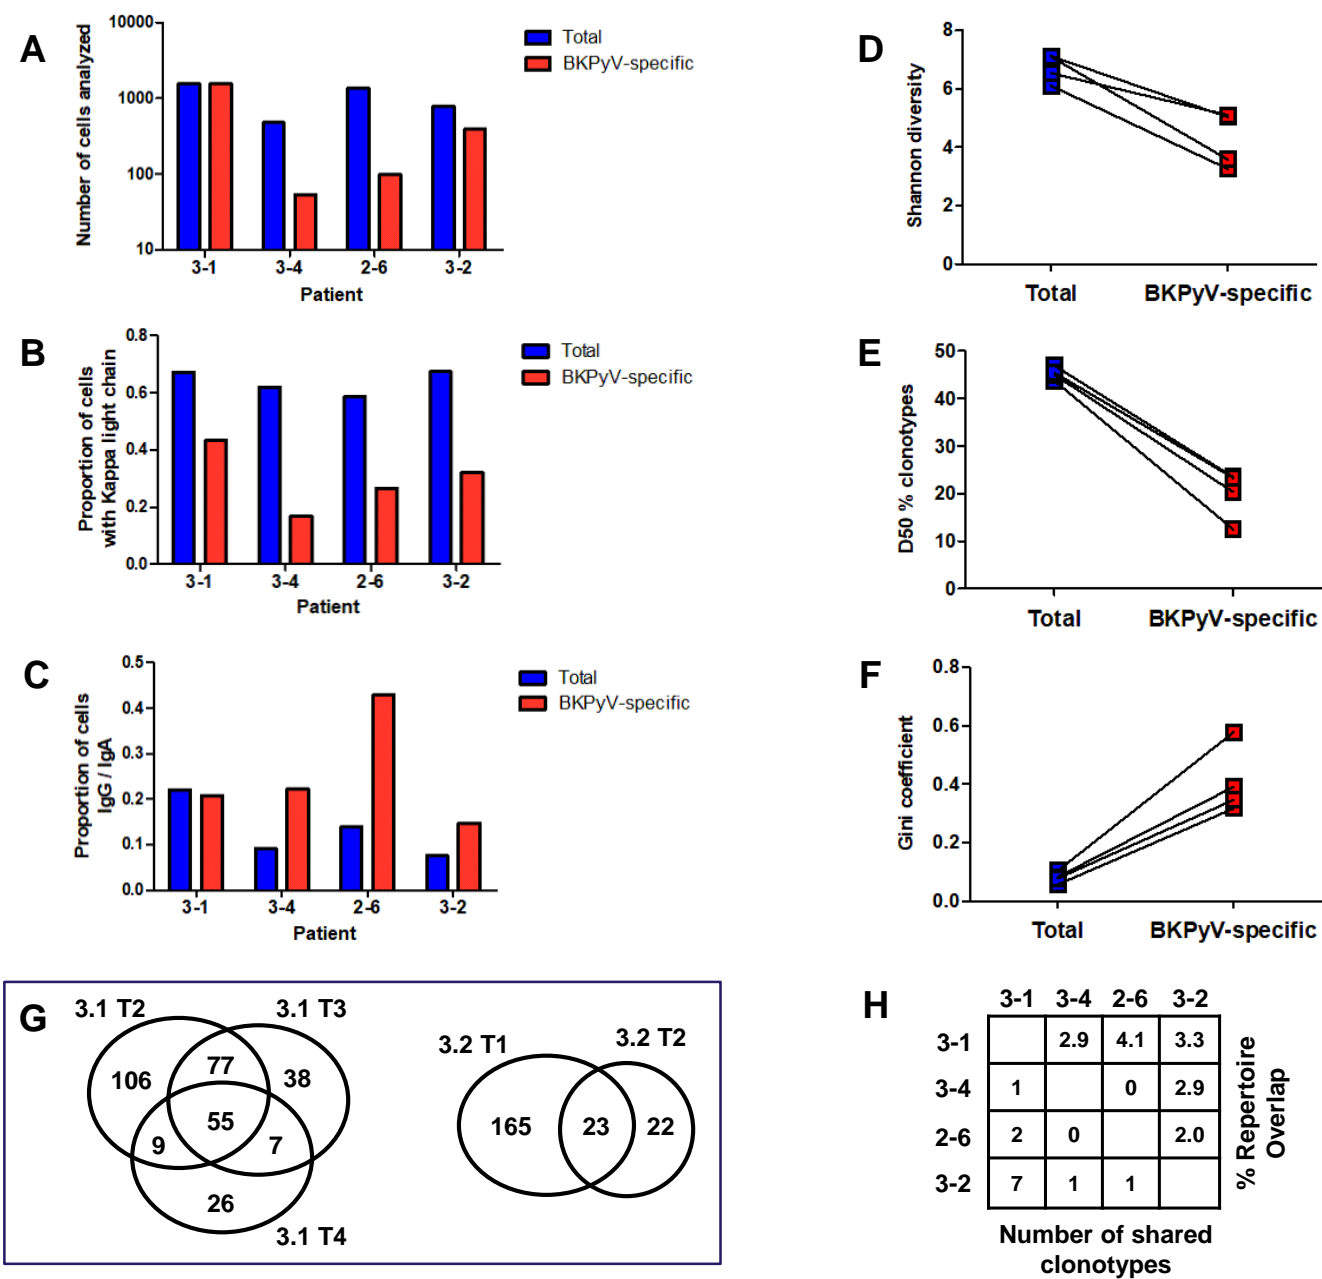 A
Number of cells analyzed
10000
1000
100
10
3-1 3-4 2-6 3-2
Patient
Total
BKPyV-specific
B
Proportion of cells
with Kappa light chain
0.8
0.6
0.4
0.2
0.0
3-1 3-4 2-6 3-2
Patient
Total
BKPyV-specific
C
Proportion of cells
IgG / IgA
0.5
0.4
0.3
0.2
0.1
0.0
3-1 3-4 2-6 3-2
Patient
Total
BKPyV-specific
D
Shannon diversity
8
6
4
2
0
Total BKPyV-specific
E
D50 % clonotypes
50
40
30
20
10
0
Total BKPyV-specific
F
Gini coefficient
0.8
0.6
0.4
0.2
0.0
Total BKPyV-specific
G
3.1 T2 3.1 T3
106 77 38
55
9 7
26
3.1 T4
3.2 T1 3.2 T2
165 23 22
H
3-1 3-4 2-6 3-2
3-1 2.9 4.1 3.3
3-4 1 0 2.9
2-6 2 0 2.0
3-2 7 1 1
% Repertoire
Overlap
Number of shared
clonotypes